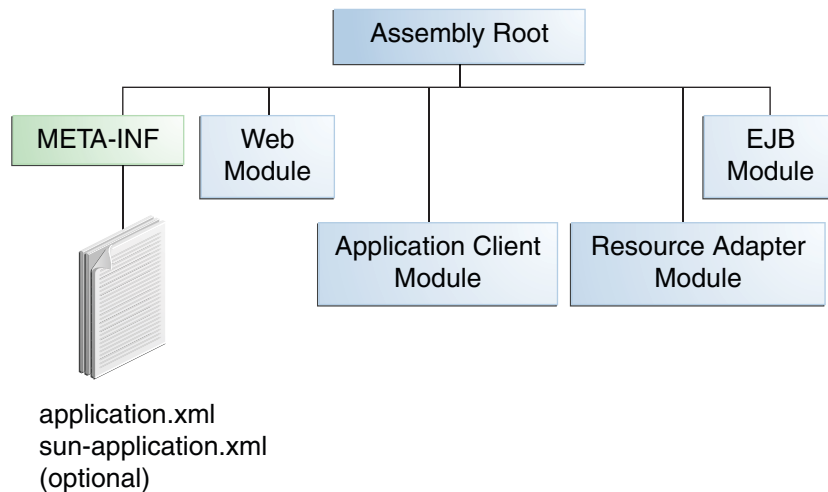 Assembly Root
META-INF
Web
Module
EJB
Module
Application Client
Module
Resource Adapter
Module
application.xml
sun-application.xml
(optional)